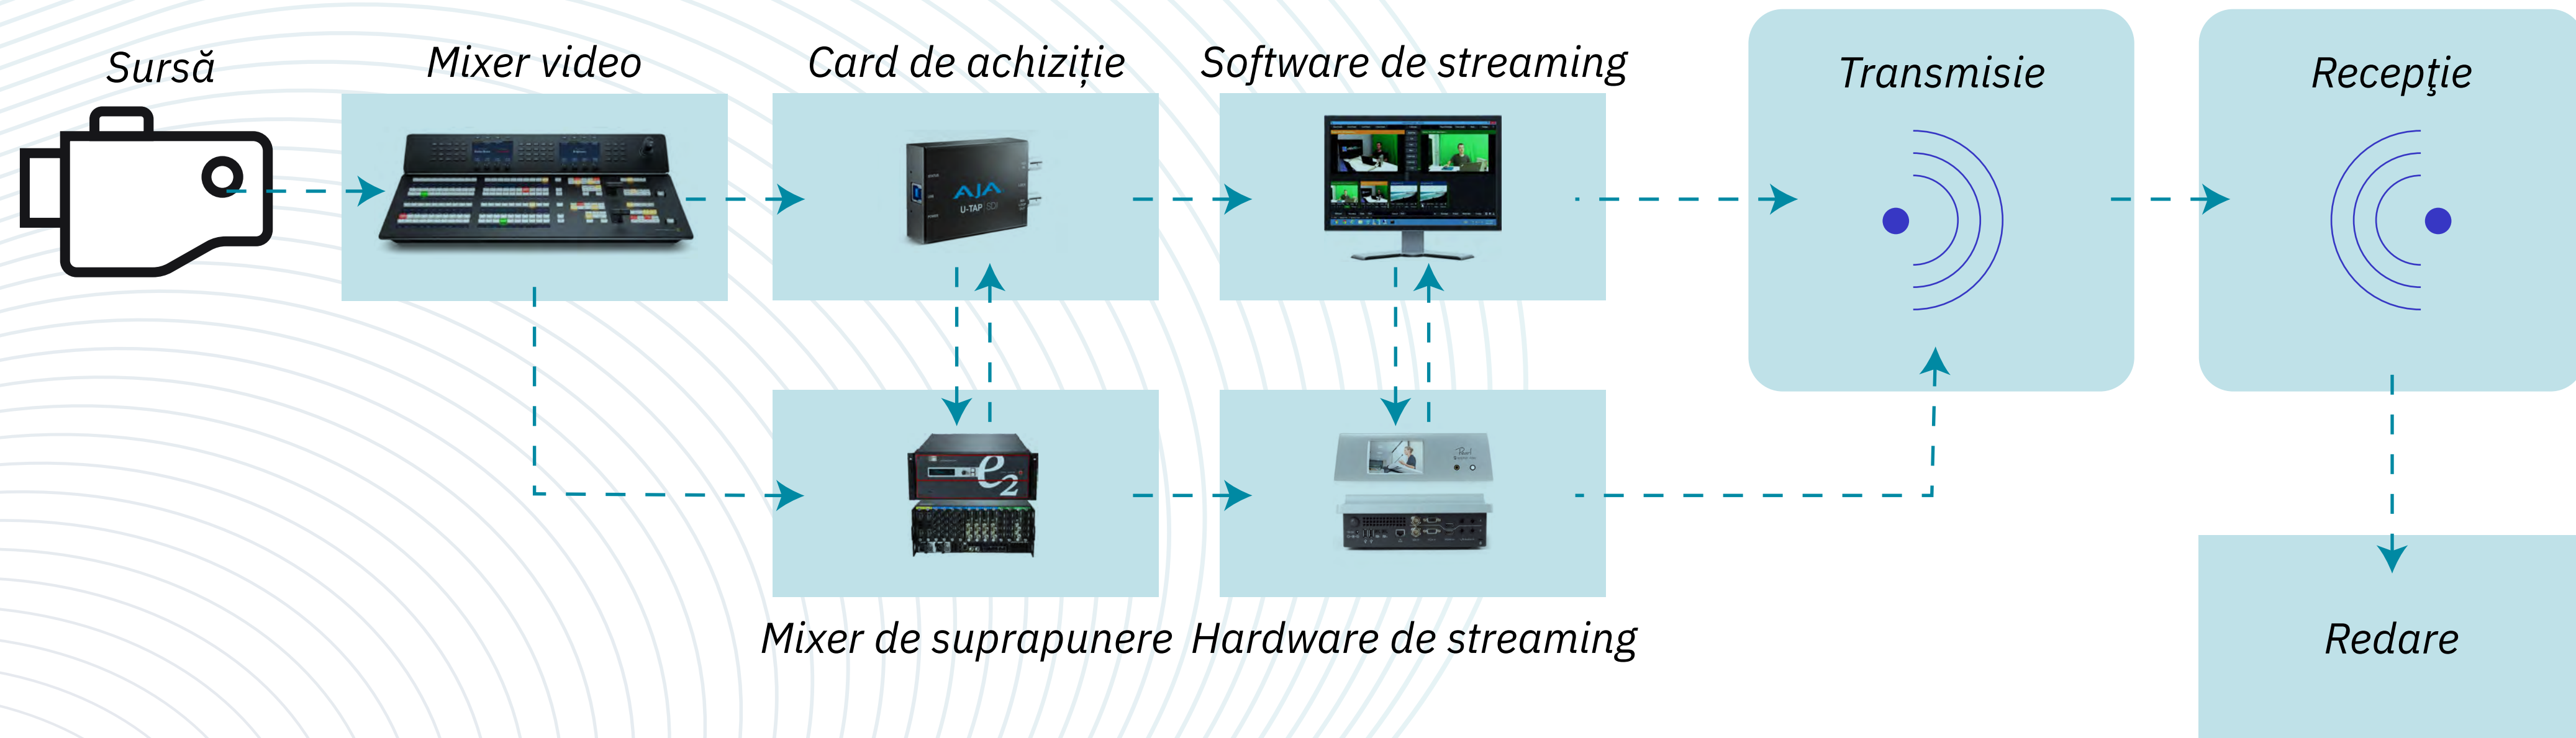 Sursă
Mixer video
Card de achiziție
Software de streaming
Transmisie
Recepţie
AJA
U-TAP SDI
e2
Pearl
Mixer de suprapunere
Hardware de streaming
Redare